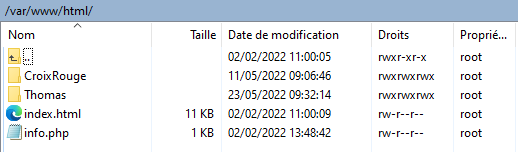 /var/www/html/
Nom Taille Date de modification Droits Proprié...
.. 02/02/2022 11:00:05 rwxr-xr-x root
CroixRouge 11/05/2022 09:06:46 rwxrwxrwx root
Thomas 23/05/2022 09:32:14 rwxrwxrwx root
index.html 11 KB 02/02/2022 11:00:09 rw-r--r-- root
info.php 1 KB 02/02/2022 13:48:42 rw-r--r-- root